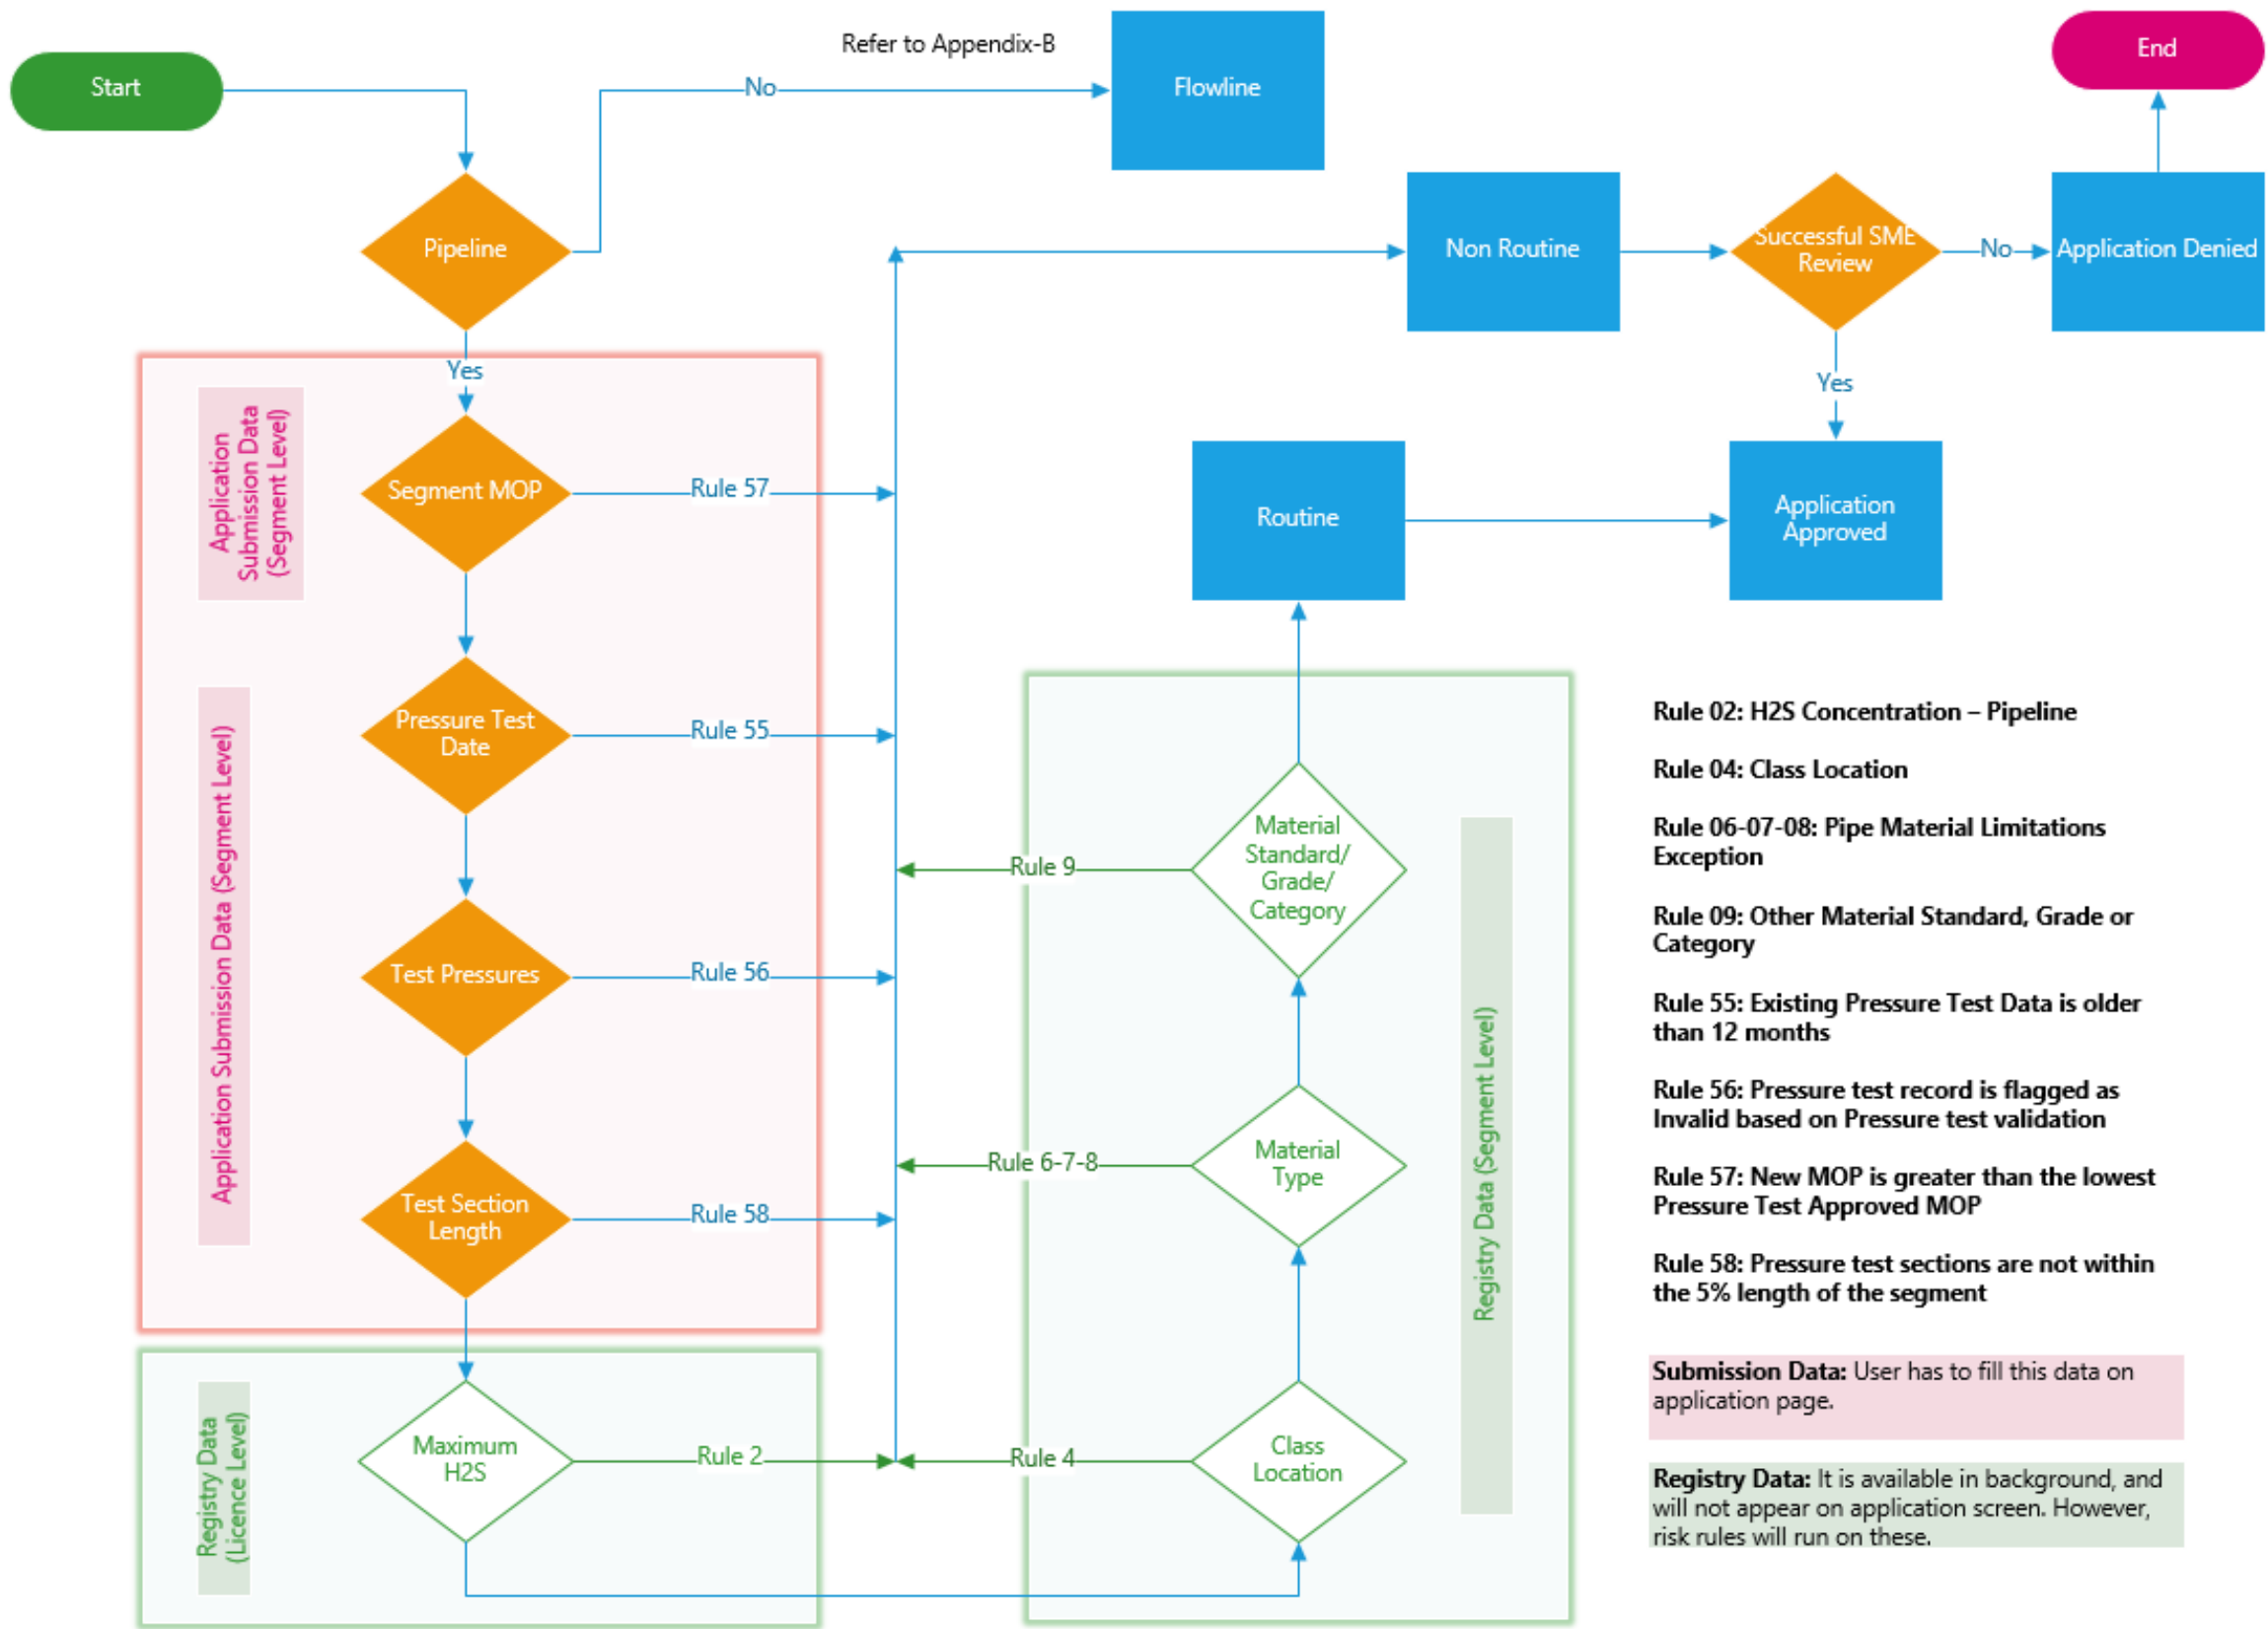 Refer to Appendix-B
Start
No
Flowline
End
Pipeline
Non Routine
Successful SME
Review
No
Application Denied
Yes
Yes
Application
Submission Data
(Segment Level)
Segment MOP
Rule 57
Routine
Application
Approved
Application Submission Data (Segment Level)
Pressure Test
Date
Rule 55
Test Pressures
Rule 56
Test Section
Length
Rule 58
Registry Data
(Licence Level)
Maximum
H2S
Rule 2
Rule 4
Class
Location
Rule 6-7-8
Material
Type
Rule 9
Material
Standard/
Grade/
Category
Registry Data (Segment Level)
Rule 02: H2S Concentration – Pipeline
Rule 04: Class Location
Rule 06-07-08: Pipe Material Limitations
Exception
Rule 09: Other Material Standard, Grade or
Category
Rule 55: Existing Pressure Test Data is older
than 12 months
Rule 56: Pressure test record is flagged as
Invalid based on Pressure test validation
Rule 57: New MOP is greater than the lowest
Pressure Test Approved MOP
Rule 58: Pressure test sections are not within
the 5% length of the segment
Submission Data: User has to fill this data on
application page.
Registry Data: It is available in background, and
will not appear on application screen. However,
risk rules will run on these.